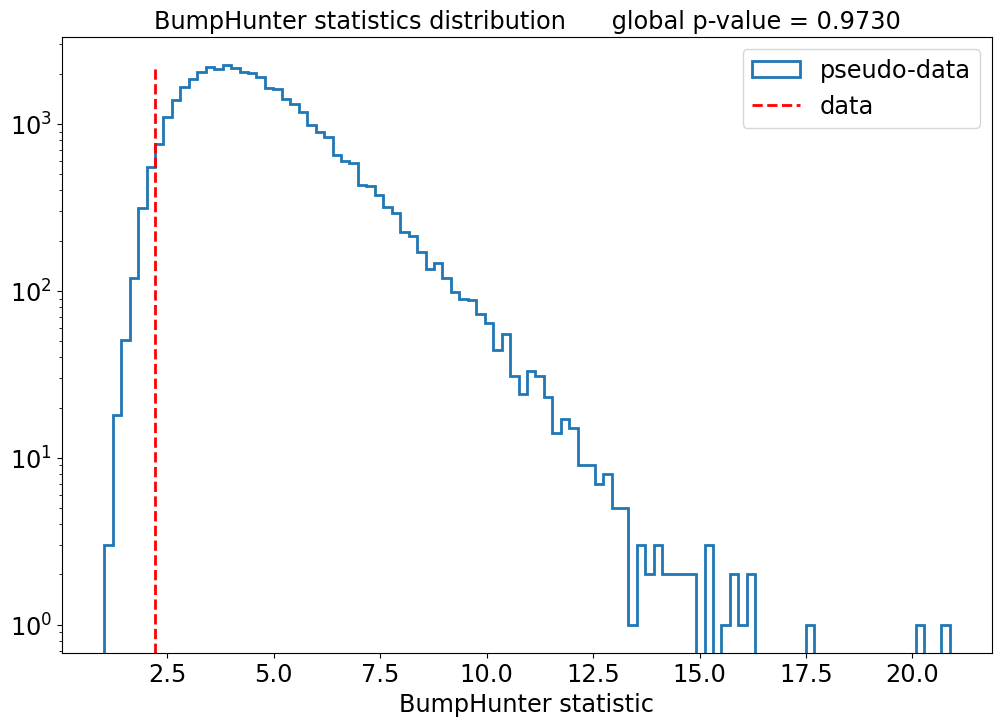 BumpHunter statistics distribution      global p-value = 0.9730
pseudo-data
data
10³
10²
10¹
10⁰
2.5 5.0 7.5 10.0 12.5 15.0 17.5 20.0
BumpHunter statistic